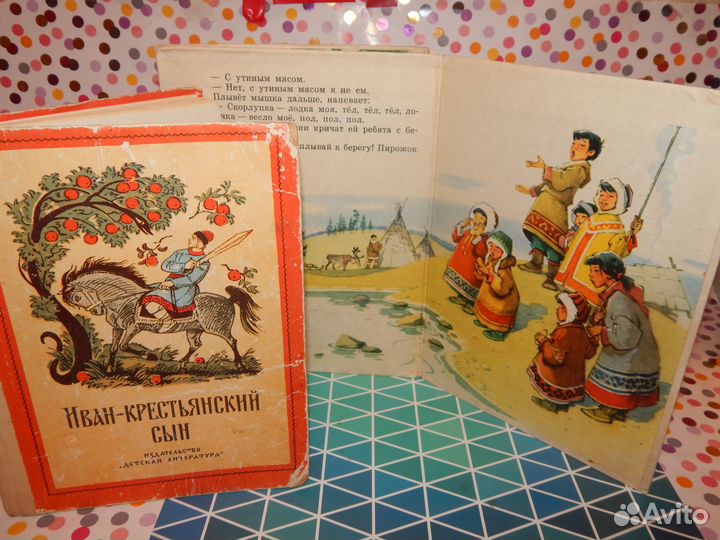 — С утиным мясом.
— Нет, с утиным мясом я не ем.
Плывёт мышка дальше, напевает:
- Скорлупка — лодка моя, тёл, тёл, тёл, ло-
чка — весло моё, пол, пол, пол.
кричат ей ребята с бе-
плывай к берегу! Пирожок
ИВАН-КРЕСТЬЯНСКИЙ
СЫН
ИЗДАТЕЛЬСТВО
„ДЕТСКАЯ ЛИТЕРАТУРА"
Avito